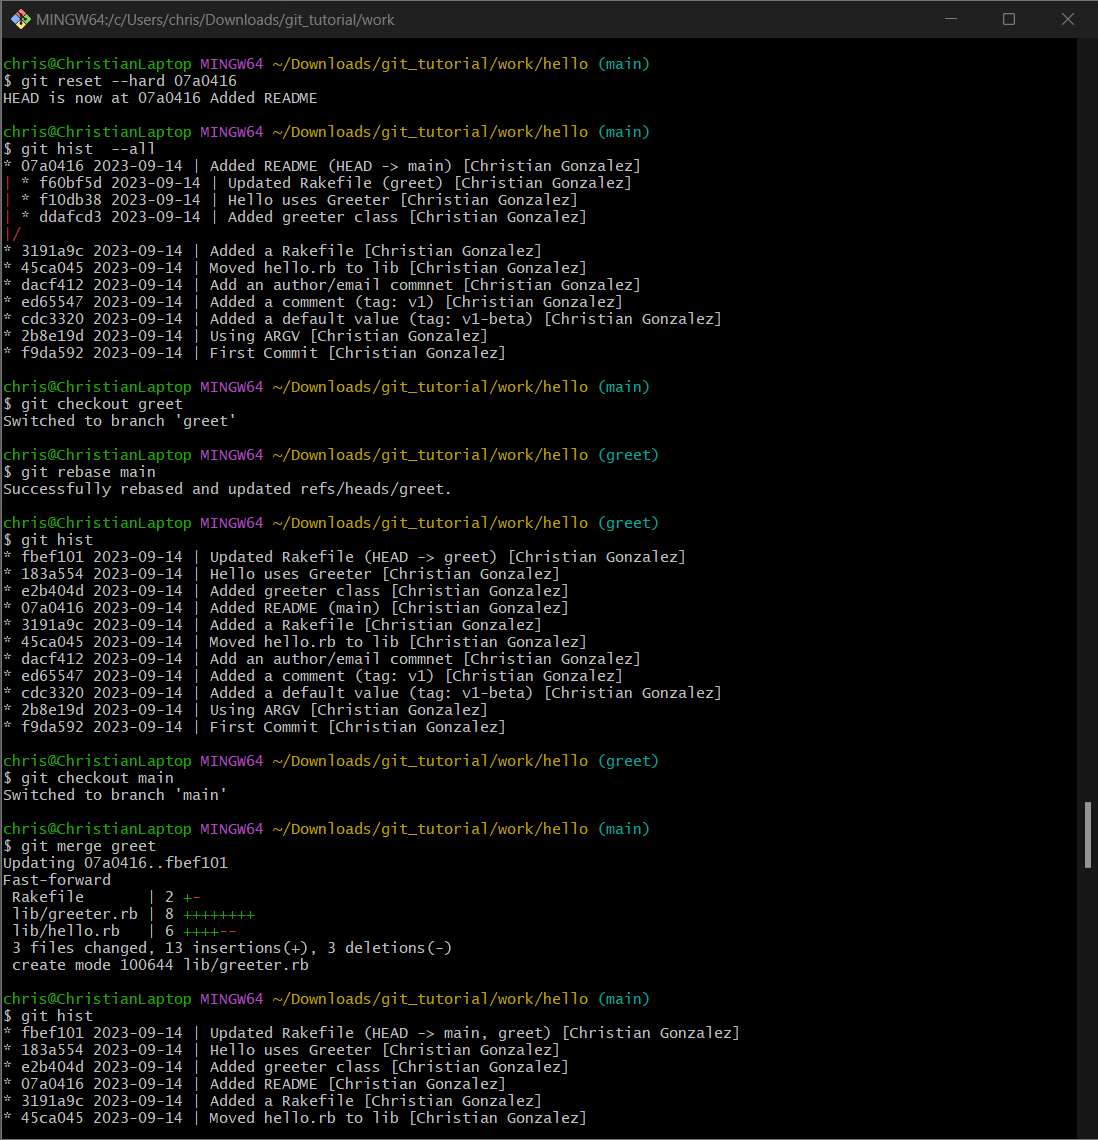 MINGW64:/c/Users/chris/Downloads/git_tutorial/work
chris@ChristianLaptop MINGW64 ~/Downloads/git_tutorial/work/hello (main)
$ git reset --hard 07a0416
HEAD is now at 07a0416 Added README
chris@ChristianLaptop MINGW64 ~/Downloads/git_tutorial/work/hello (main)
$ git hist  --all
* 07a0416 2023-09-14 | Added README (HEAD -> main) [Christian Gonzalez]
| * f60bf5d 2023-09-14 | Updated Rakefile (greet) [Christian Gonzalez]
| * f10db38 2023-09-14 | Hello uses Greeter [Christian Gonzalez]
| * ddafcd3 2023-09-14 | Added greeter class [Christian Gonzalez]
|/
* 3191a9c 2023-09-14 | Added a Rakefile [Christian Gonzalez]
* 45ca045 2023-09-14 | Moved hello.rb to lib [Christian Gonzalez]
* dacf412 2023-09-14 | Add an author/email commnet [Christian Gonzalez]
* ed65547 2023-09-14 | Added a comment (tag: v1) [Christian Gonzalez]
* cdc3320 2023-09-14 | Added a default value (tag: v1-beta) [Christian Gonzalez]
* 2b8e19d 2023-09-14 | Using ARGV [Christian Gonzalez]
* f9da592 2023-09-14 | First Commit [Christian Gonzalez]
chris@ChristianLaptop MINGW64 ~/Downloads/git_tutorial/work/hello (main)
$ git checkout greet
Switched to branch 'greet'
chris@ChristianLaptop MINGW64 ~/Downloads/git_tutorial/work/hello (greet)
$ git rebase main
Successfully rebased and updated refs/heads/greet.
chris@ChristianLaptop MINGW64 ~/Downloads/git_tutorial/work/hello (greet)
$ git hist
* fbef101 2023-09-14 | Updated Rakefile (HEAD -> greet) [Christian Gonzalez]
* 183a554 2023-09-14 | Hello uses Greeter [Christian Gonzalez]
* e2b404d 2023-09-14 | Added greeter class [Christian Gonzalez]
* 07a0416 2023-09-14 | Added README (main) [Christian Gonzalez]
* 3191a9c 2023-09-14 | Added a Rakefile [Christian Gonzalez]
* 45ca045 2023-09-14 | Moved hello.rb to lib [Christian Gonzalez]
* dacf412 2023-09-14 | Add an author/email commnet [Christian Gonzalez]
* ed65547 2023-09-14 | Added a comment (tag: v1) [Christian Gonzalez]
* cdc3320 2023-09-14 | Added a default value (tag: v1-beta) [Christian Gonzalez]
* 2b8e19d 2023-09-14 | Using ARGV [Christian Gonzalez]
* f9da592 2023-09-14 | First Commit [Christian Gonzalez]
chris@ChristianLaptop MINGW64 ~/Downloads/git_tutorial/work/hello (greet)
$ git checkout main
Switched to branch 'main'
chris@ChristianLaptop MINGW64 ~/Downloads/git_tutorial/work/hello (main)
$ git merge greet
Updating 07a0416..fbef101
Fast-forward
 Rakefile       | 2 +-
 lib/greeter.rb | 8 ++++++++
 lib/hello.rb   | 6 ++++--
 3 files changed, 13 insertions(+), 3 deletions(-)
 create mode 100644 lib/greeter.rb
chris@ChristianLaptop MINGW64 ~/Downloads/git_tutorial/work/hello (main)
$ git hist
* fbef101 2023-09-14 | Updated Rakefile (HEAD -> main, greet) [Christian Gonzalez]
* 183a554 2023-09-14 | Hello uses Greeter [Christian Gonzalez]
* e2b404d 2023-09-14 | Added greeter class [Christian Gonzalez]
* 07a0416 2023-09-14 | Added README [Christian Gonzalez]
* 3191a9c 2023-09-14 | Added a Rakefile [Christian Gonzalez]
* 45ca045 2023-09-14 | Moved hello.rb to lib [Christian Gonzalez]